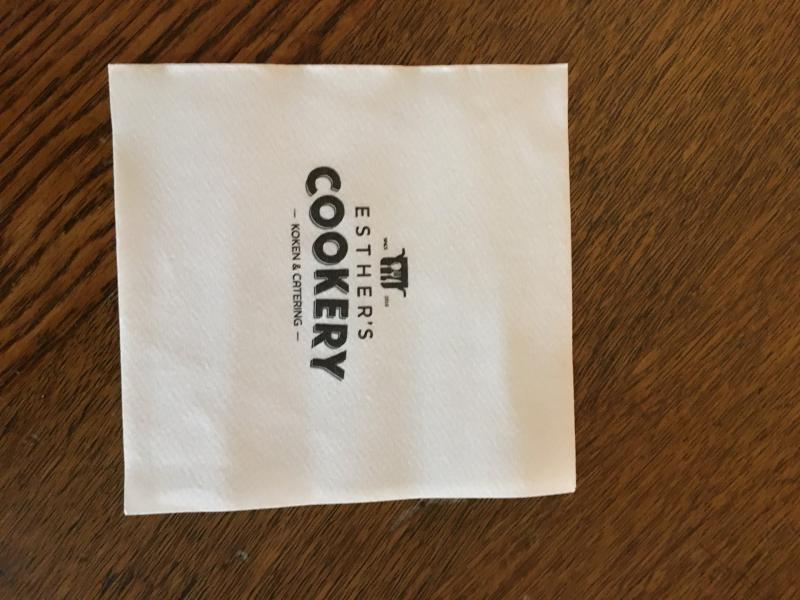 ESTHER'S
COOKERY
— KOKEN & CATERING —